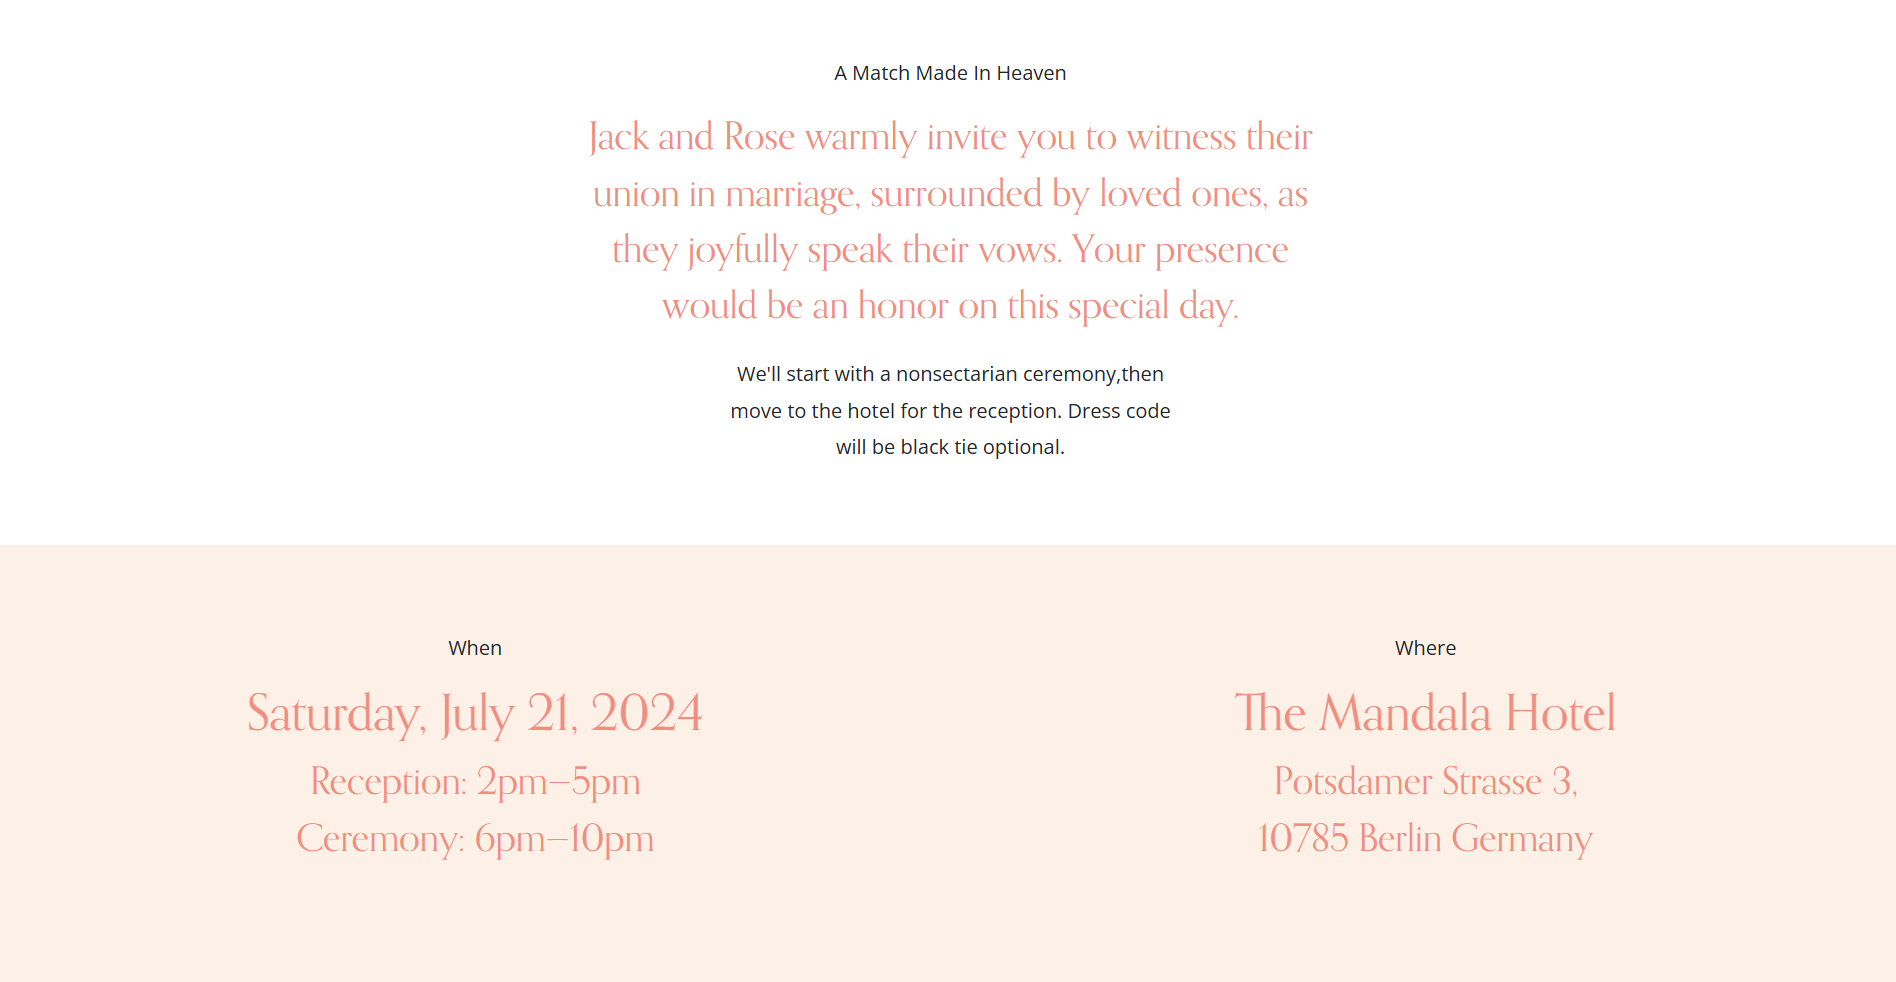 A Match Made In Heaven
Jack and Rose warmly invite you to witness their
union in marriage, surrounded by loved ones, as
they joyfully speak their vows. Your presence
would be an honor on this special day.
We'll start with a nonsectarian ceremony,then
move to the hotel for the reception. Dress code
will be black tie optional.
When
Saturday, July 21, 2024
Reception: 2pm–5pm
Ceremony: 6pm–10pm
Where
The Mandala Hotel
Potsdamer Strasse 3,
10785 Berlin Germany